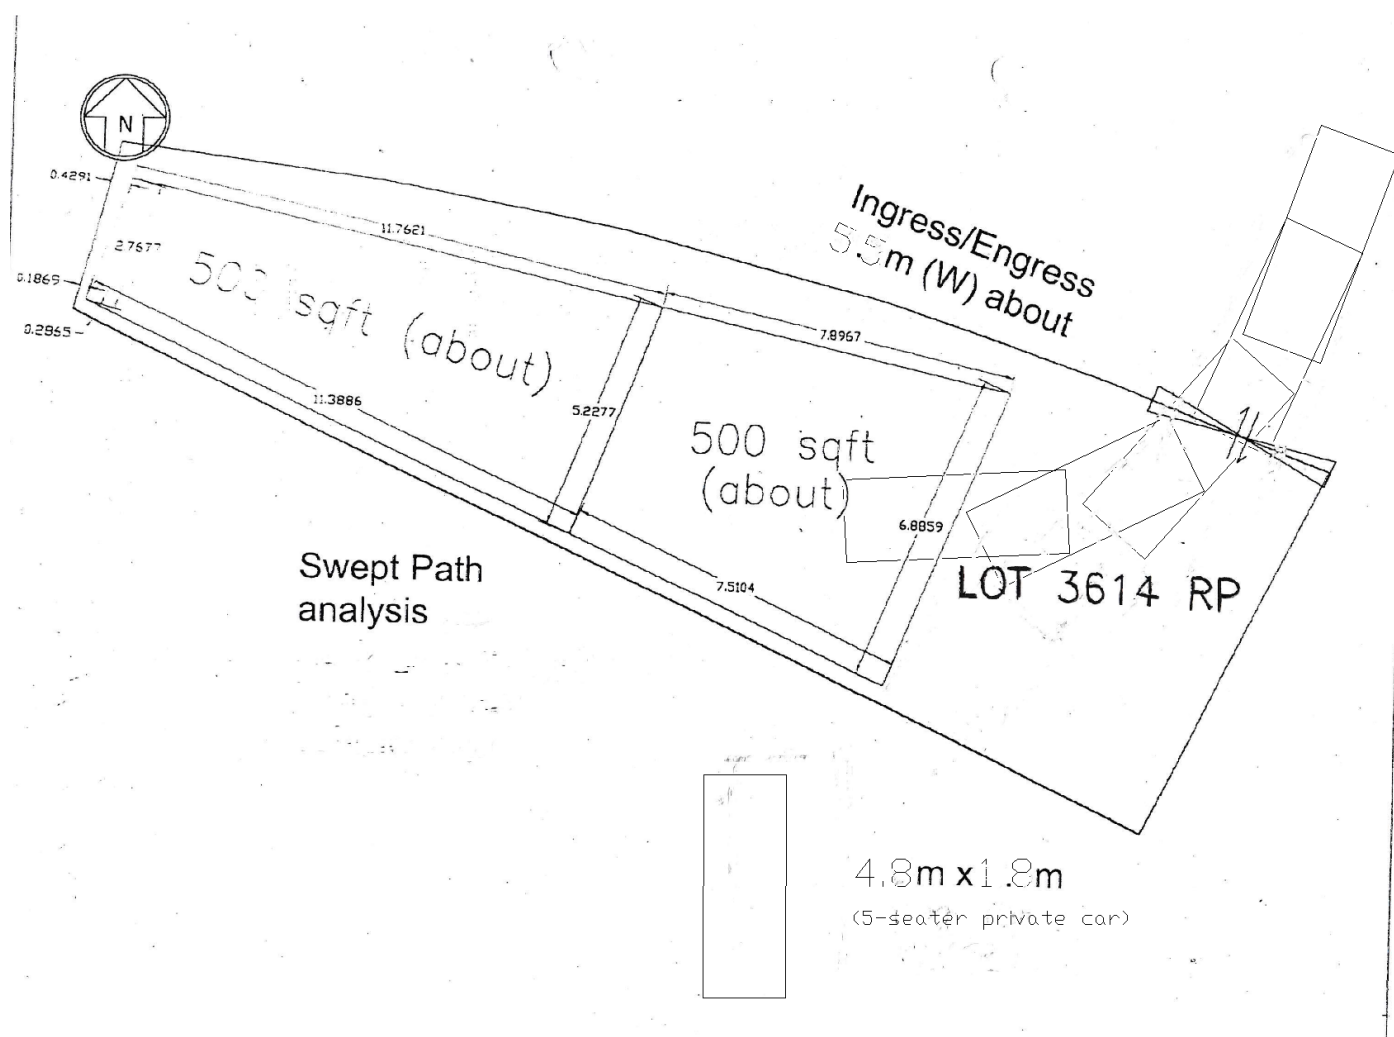 N
0.4291
11.7621
Ingress/Engress
5.5m (W) about
2.7677
0.1869
500 sqft (about)
0.2865
7.8967
11.3886
5.2277
500 sqft
(about)
6.8859
Swept Path
analysis
7.5104
LOT 3614 RP
4.8m x1.8m
(5-seater private car)